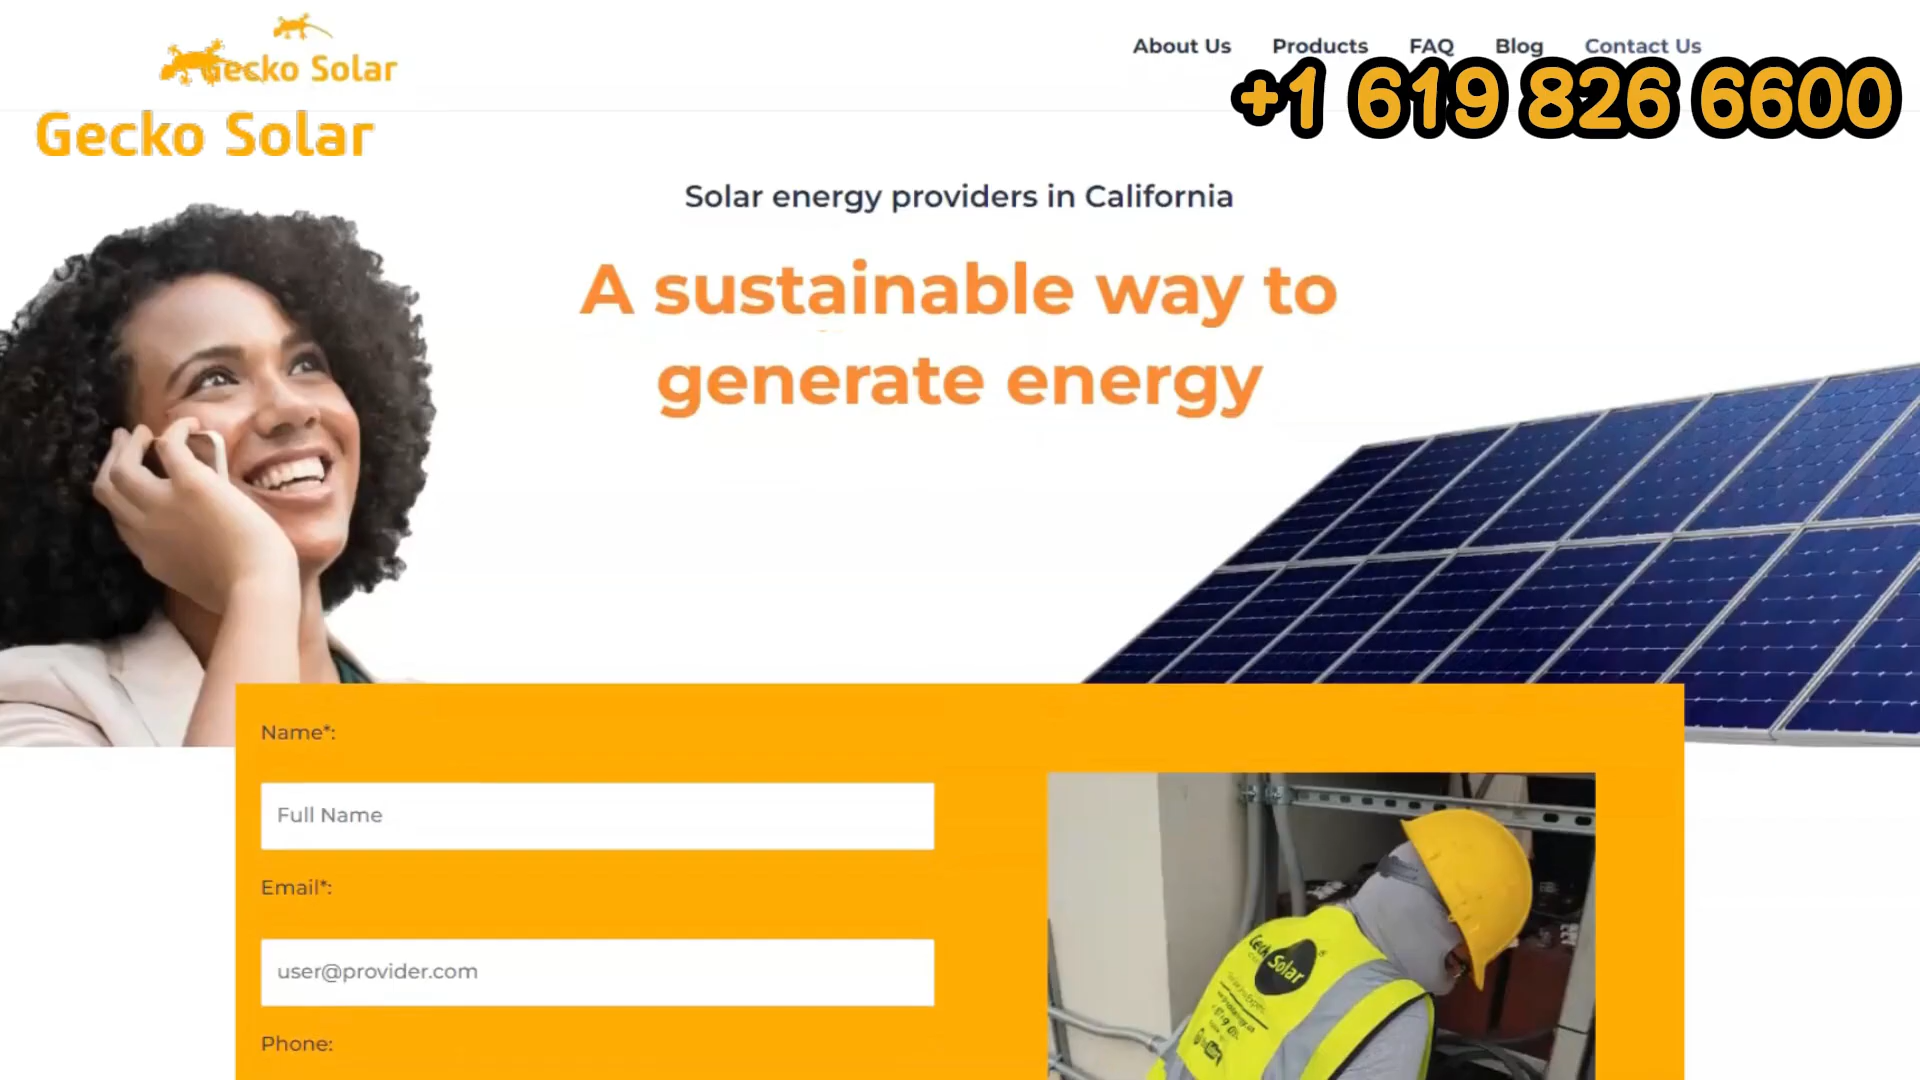 Gecko Solar
About Us Products FAQ Blog Contact Us
+1 619 826 6600
Gecko Solar
Solar energy providers in California
A sustainable way to
generate energy
Name*:
Full Name
Email*:
user@provider.com
Phone:
Gecko
Solar